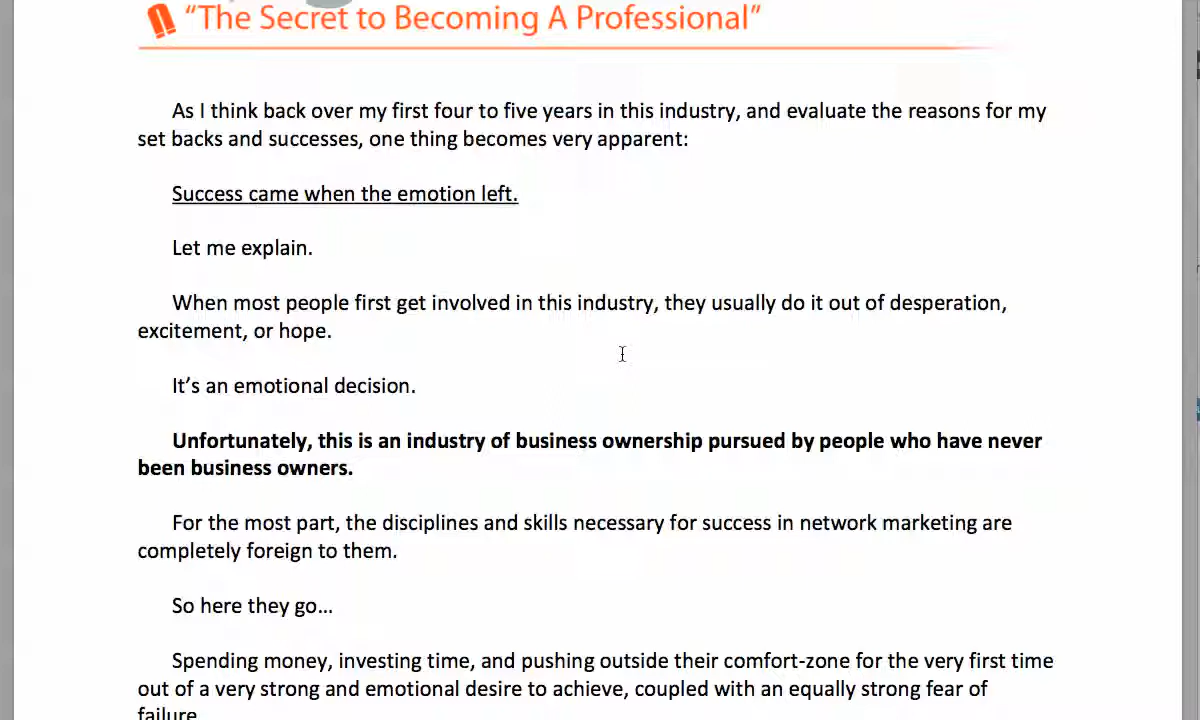 “The Secret to Becoming A Professional”
As I think back over my first four to five years in this industry, and evaluate the reasons for my
set backs and successes, one thing becomes very apparent:
Success came when the emotion left.
Let me explain.
When most people first get involved in this industry, they usually do it out of desperation,
excitement, or hope.
It’s an emotional decision.
Unfortunately, this is an industry of business ownership pursued by people who have never
been business owners.
For the most part, the disciplines and skills necessary for success in network marketing are
completely foreign to them.
So here they go…
Spending money, investing time, and pushing outside their comfort-zone for the very first time
out of a very strong and emotional desire to achieve, coupled with an equally strong fear of
failure